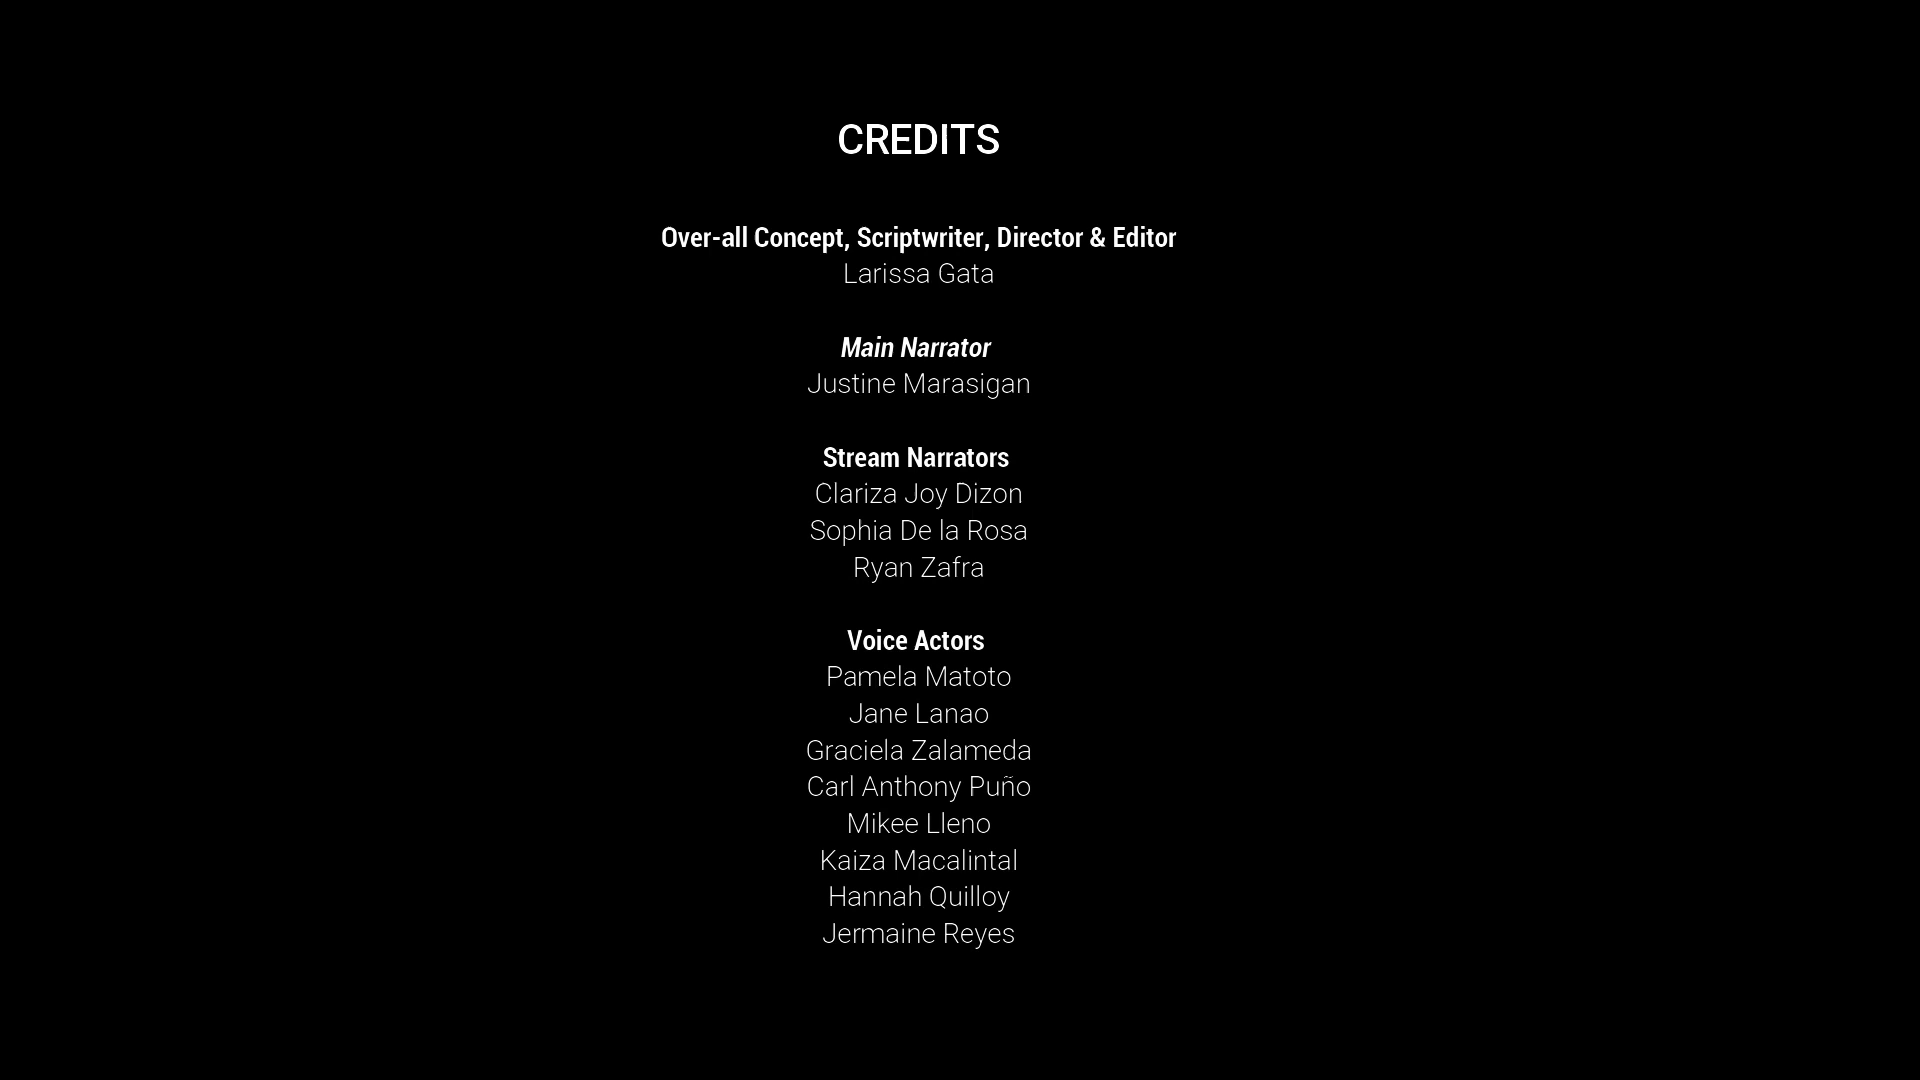 CREDITS
Over-all Concept, Scriptwriter, Director & Editor
Larissa Gata
Main Narrator
Justine Marasigan
Stream Narrators
Clariza Joy Dizon
Sophia De la Rosa
Ryan Zafra
Voice Actors
Pamela Matoto
Jane Lanao
Graciela Zalameda
Carl Anthony Puño
Mikee Lleno
Kaiza Macalintal
Hannah Quilloy
Jermaine Reyes